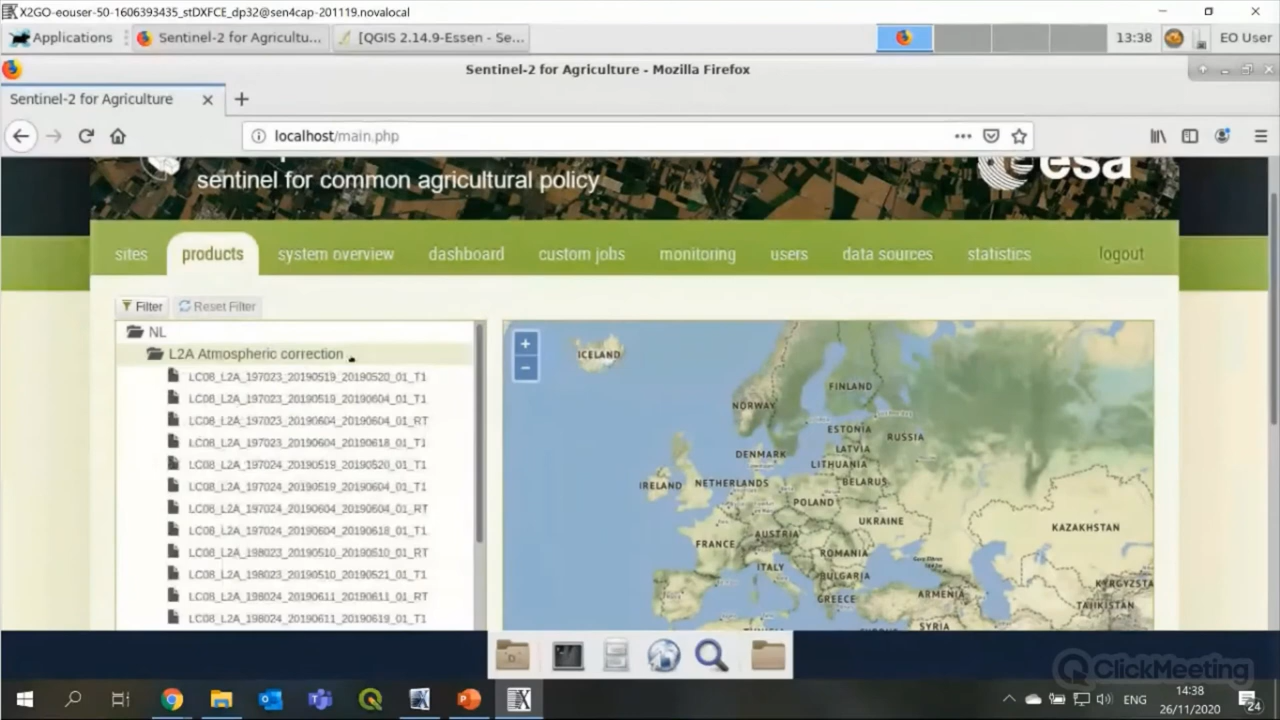 X2GO-eouser-50-1606393435_stDXFCE_dp32@sen4cap-201119.novalocal
Applications
Sentinel-2 for Agricultu...
[QGIS 2.14.9-Essen - Se...
13:38
EO User
Sentinel-2 for Agriculture - Mozilla Firefox
Sentinel-2 for Agriculture
localhost/main.php
sentinel for common agricultural policy
esa
sites
products
system overview
dashboard
custom jobs
monitoring
users
data sources
statistics
logout
Filter
Reset Filter
NL
L2A Atmospheric correction
LC08_L2A_197023_20190519_20190520_01_T1
LC08_L2A_197023_20190519_20190604_01_T1
LC08_L2A_197023_20190604_20190604_01_RT
LC08_L2A_197023_20190604_20190618_01_T1
LC08_L2A_197024_20190519_20190520_01_T1
LC08_L2A_197024_20190519_20190604_01_T1
LC08_L2A_197024_20190604_20190604_01_RT
LC08_L2A_197024_20190604_20190618_01_T1
LC08_L2A_198023_20190510_20190510_01_RT
LC08_L2A_198023_20190510_20190521_01_T1
LC08_L2A_198024_20190611_20190611_01_RT
LC08_L2A_198024_20190611_20190619_01_T1
+
−
ICELAND
FINLAND
NORWAY
ESTONIA
RUSSIA
LATVIA
DENMARK
LITHUANIA
IRELAND
NETHERLANDS
BELARUS
POLAND
UKRAINE
KAZAKHSTAN
AUSTRIA
FRANCE
ROMANIA
ITALY
BULGARIA
GREECE
ARMENIA
KYRGYZSTAN
TAJIKISTAN
SYRIA
ClickMeeting
ENG
14:38
26/11/2020
24